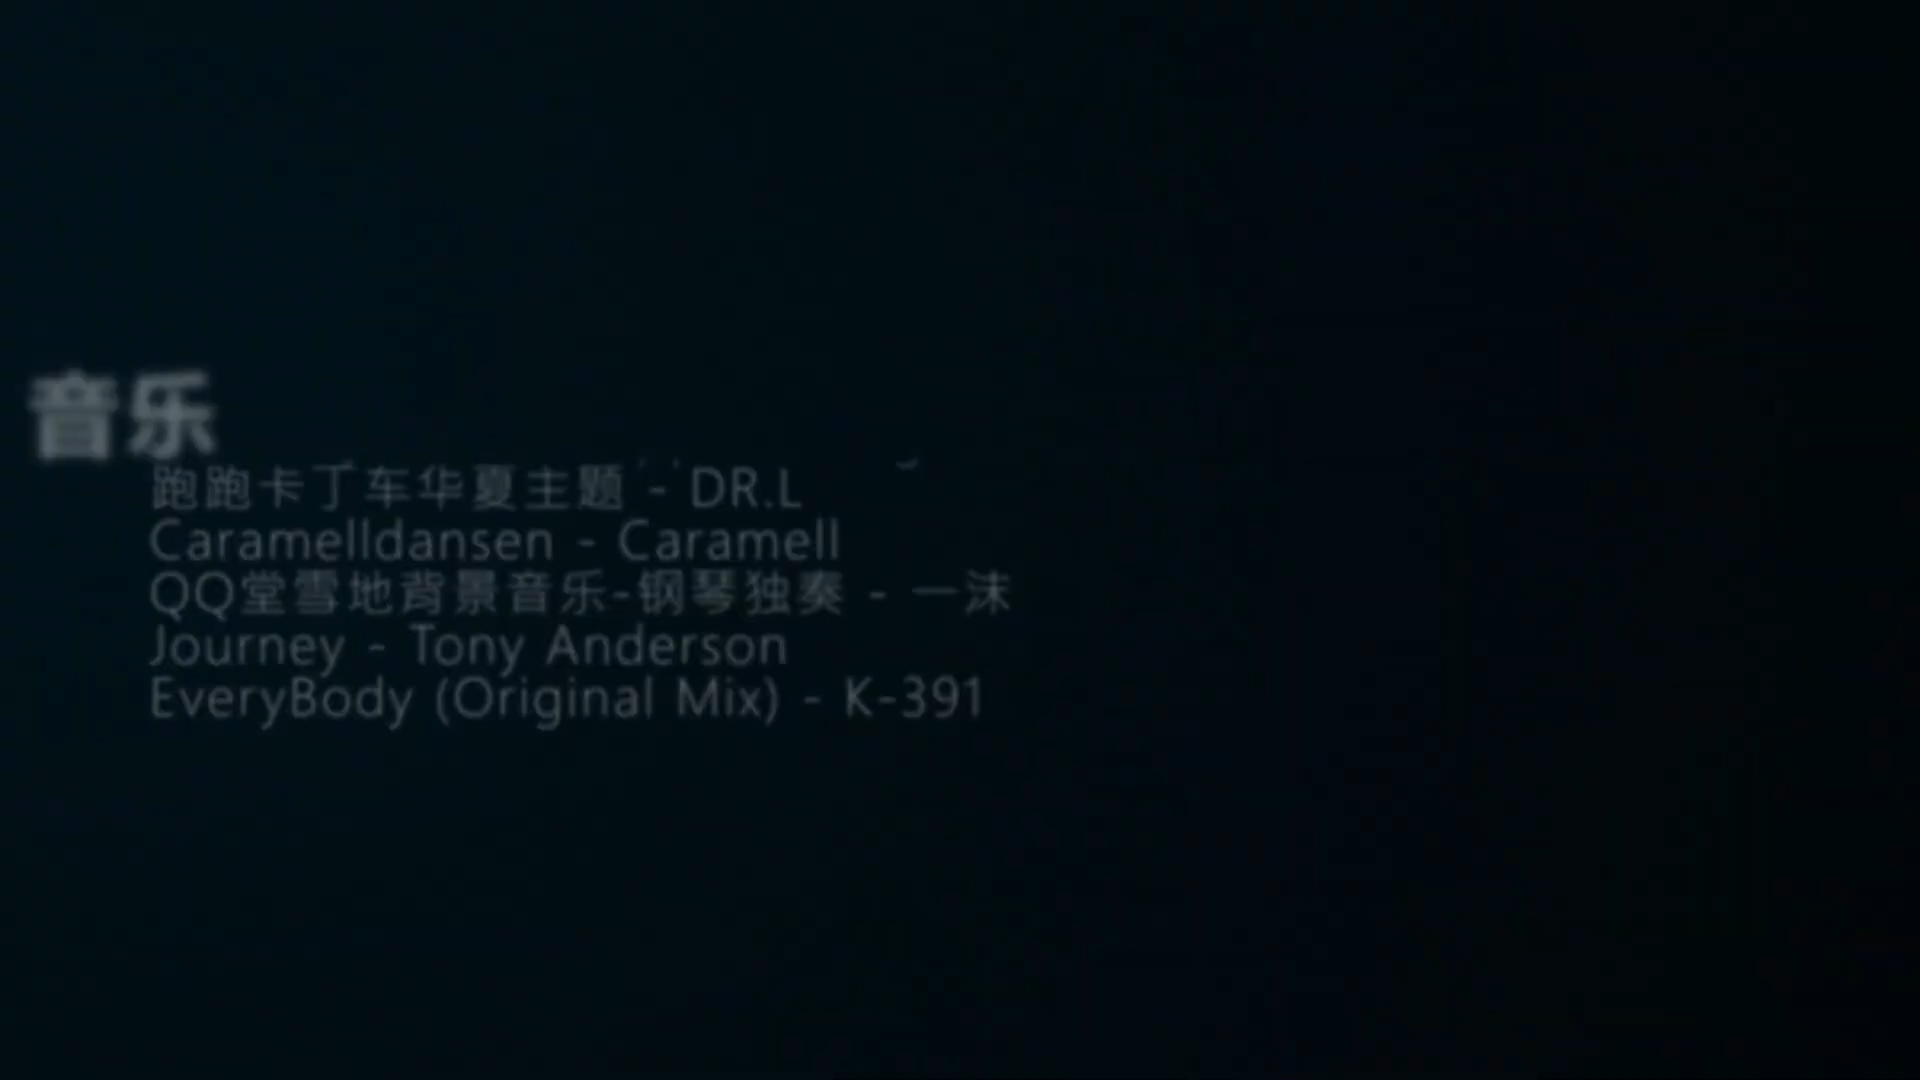 音乐
跑跑卡丁车华夏主题 - DR.L
Caramelldansen - Caramell
QQ堂雪地背景音乐-钢琴独奏 - 一沫
Journey - Tony Anderson
EveryBody (Original Mix) - K-391